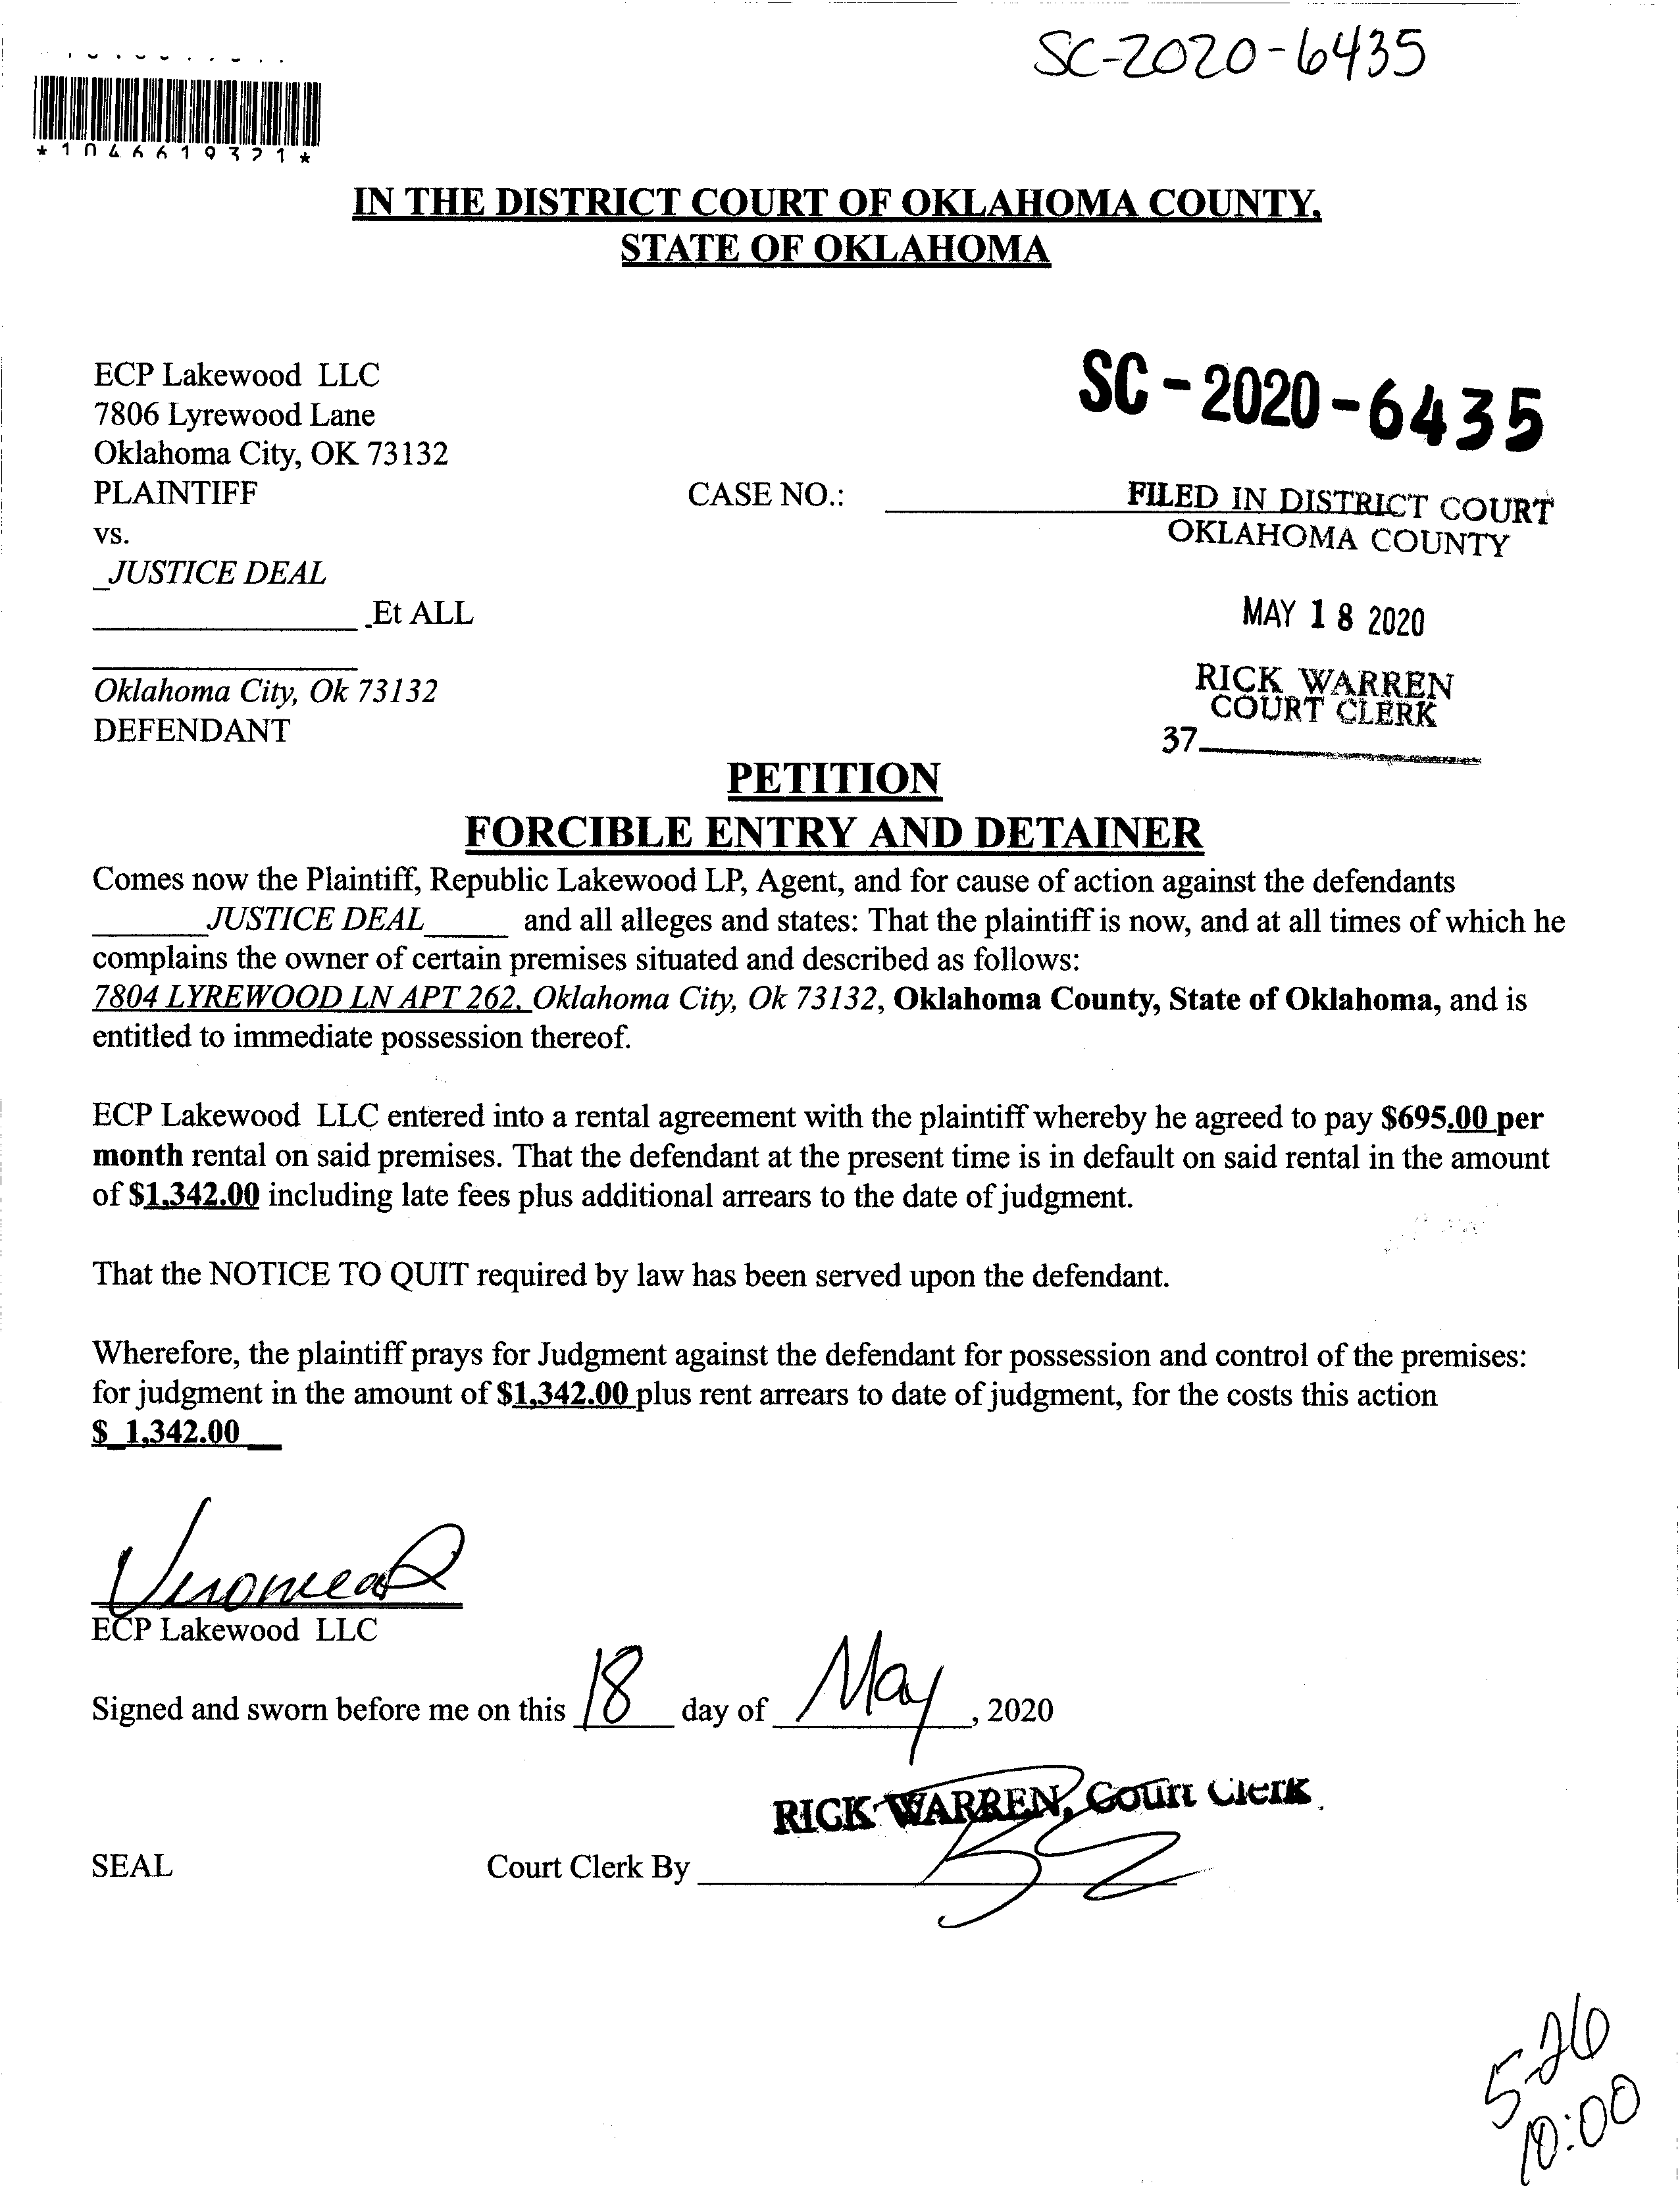 SC-2020-6435
*1046619321*
IN THE DISTRICT COURT OF OKLAHOMA COUNTY,
STATE OF OKLAHOMA
ECP Lakewood LLC
7806 Lyrewood Lane
Oklahoma City, OK 73132
PLAINTIFF
vs.
_JUSTICE DEAL
Et ALL
Oklahoma City, Ok 73132
DEFENDANT
SC-2020-6435
CASE NO.:
FILED IN DISTRICT COURT
OKLAHOMA COUNTY
MAY 18 2020
RICK WARREN
COURT CLERK
37
PETITION
FORCIBLE ENTRY AND DETAINER
Comes now the Plaintiff, Republic Lakewood LP, Agent, and for cause of action against the defendants
JUSTICE DEAL and all alleges and states: That the plaintiff is now, and at all times of which he
complains the owner of certain premises situated and described as follows:
7804 LYREWOOD LN APT 262, Oklahoma City, Ok 73132, Oklahoma County, State of Oklahoma, and is
entitled to immediate possession thereof.
ECP Lakewood LLC entered into a rental agreement with the plaintiff whereby he agreed to pay $695.00 per
month rental on said premises. That the defendant at the present time is in default on said rental in the amount
of $1,342.00 including late fees plus additional arrears to the date of judgment.
That the NOTICE TO QUIT required by law has been served upon the defendant.
Wherefore, the plaintiff prays for Judgment against the defendant for possession and control of the premises:
for judgment in the amount of $1,342.00 plus rent arrears to date of judgment, for the costs this action
$ 1,342.00
ECP Lakewood LLC
Signed and sworn before me on this 18 day of May, 2020
RICK WARREN, Court Clerk
SEAL
Court Clerk By
5-26
10:00